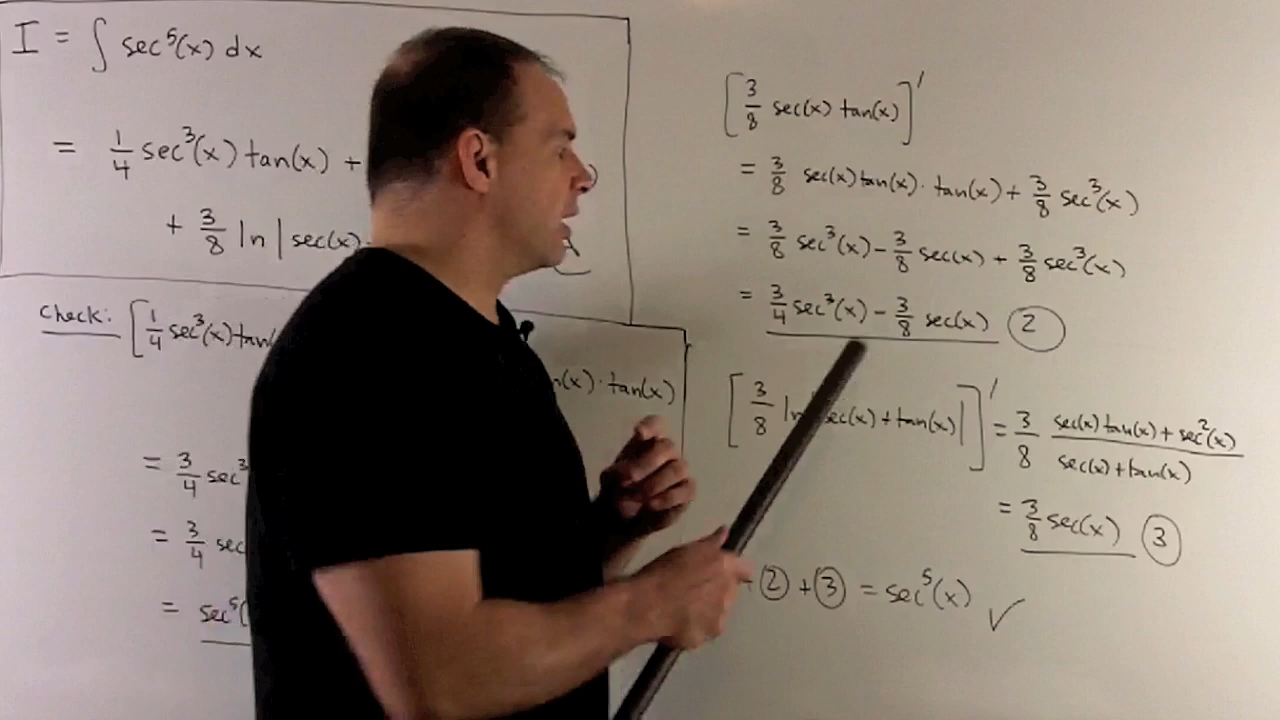 I = ∫ sec⁵(x) dx
= 1/4 sec³(x) tan(x) +
+ 3/8 ln | sec(x)
check: [1/4 sec³(x) tan(
(x) · tan(x)
= 3/4 sec³
= 3/4 sec
= sec⁵(
[3/8 sec(x) tan(x)]'
= 3/8 sec(x) tan(x) · tan(x) + 3/8 sec³(x)
= 3/8 sec³(x) - 3/8 sec(x) + 3/8 sec³(x)
= 3/4 sec³(x) - 3/8 sec(x) ②
[3/8 ln sec(x) + tan(x)|]' = 3/8 (sec(x) tan(x) + sec²(x))/(sec(x) + tan(x))
= 3/8 sec(x) ③
+ ② + ③ = sec⁵(x) ✓